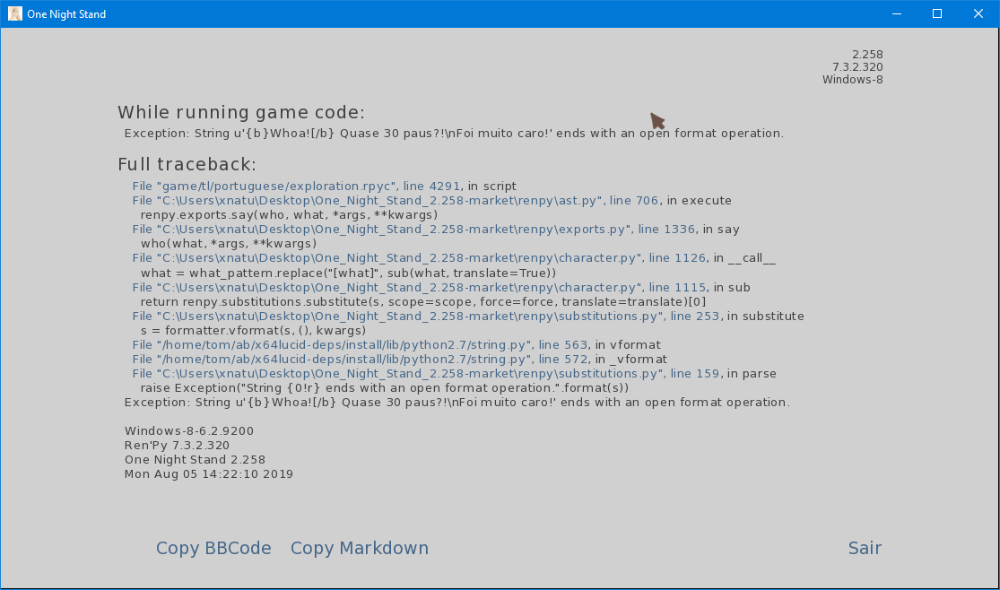 One Night Stand
2.258
7.3.2.320
Windows-8
While running game code:
Exception: String u'{b}Whoa![/b} Quase 30 paus?!\nFoi muito caro!' ends with an open format operation.
Full traceback:
File "game/tl/portuguese/exploration.rpyc", line 4291, in script
File "C:\Users\xnatu\Desktop\One_Night_Stand_2.258-market\renpy\ast.py", line 706, in execute
renpy.exports.say(who, what, *args, **kwargs)
File "C:\Users\xnatu\Desktop\One_Night_Stand_2.258-market\renpy\exports.py", line 1336, in say
who(what, *args, **kwargs)
File "C:\Users\xnatu\Desktop\One_Night_Stand_2.258-market\renpy\character.py", line 1126, in __call__
what = what_pattern.replace("[what]", sub(what, translate=True))
File "C:\Users\xnatu\Desktop\One_Night_Stand_2.258-market\renpy\character.py", line 1115, in sub
return renpy.substitutions.substitute(s, scope=scope, force=force, translate=translate)[0]
File "C:\Users\xnatu\Desktop\One_Night_Stand_2.258-market\renpy\substitutions.py", line 253, in substitute
s = formatter.vformat(s, (), kwargs)
File "/home/tom/ab/x64lucid-deps/install/lib/python2.7/string.py", line 563, in vformat
File "/home/tom/ab/x64lucid-deps/install/lib/python2.7/string.py", line 572, in _vformat
File "C:\Users\xnatu\Desktop\One_Night_Stand_2.258-market\renpy\substitutions.py", line 159, in parse
raise Exception("String {0!r} ends with an open format operation.".format(s))
Exception: String u'{b}Whoa![/b} Quase 30 paus?!\nFoi muito caro!' ends with an open format operation.
Windows-8-6.2.9200
Ren'Py 7.3.2.320
One Night Stand 2.258
Mon Aug 05 14:22:10 2019
Copy BBCode Copy Markdown Sair